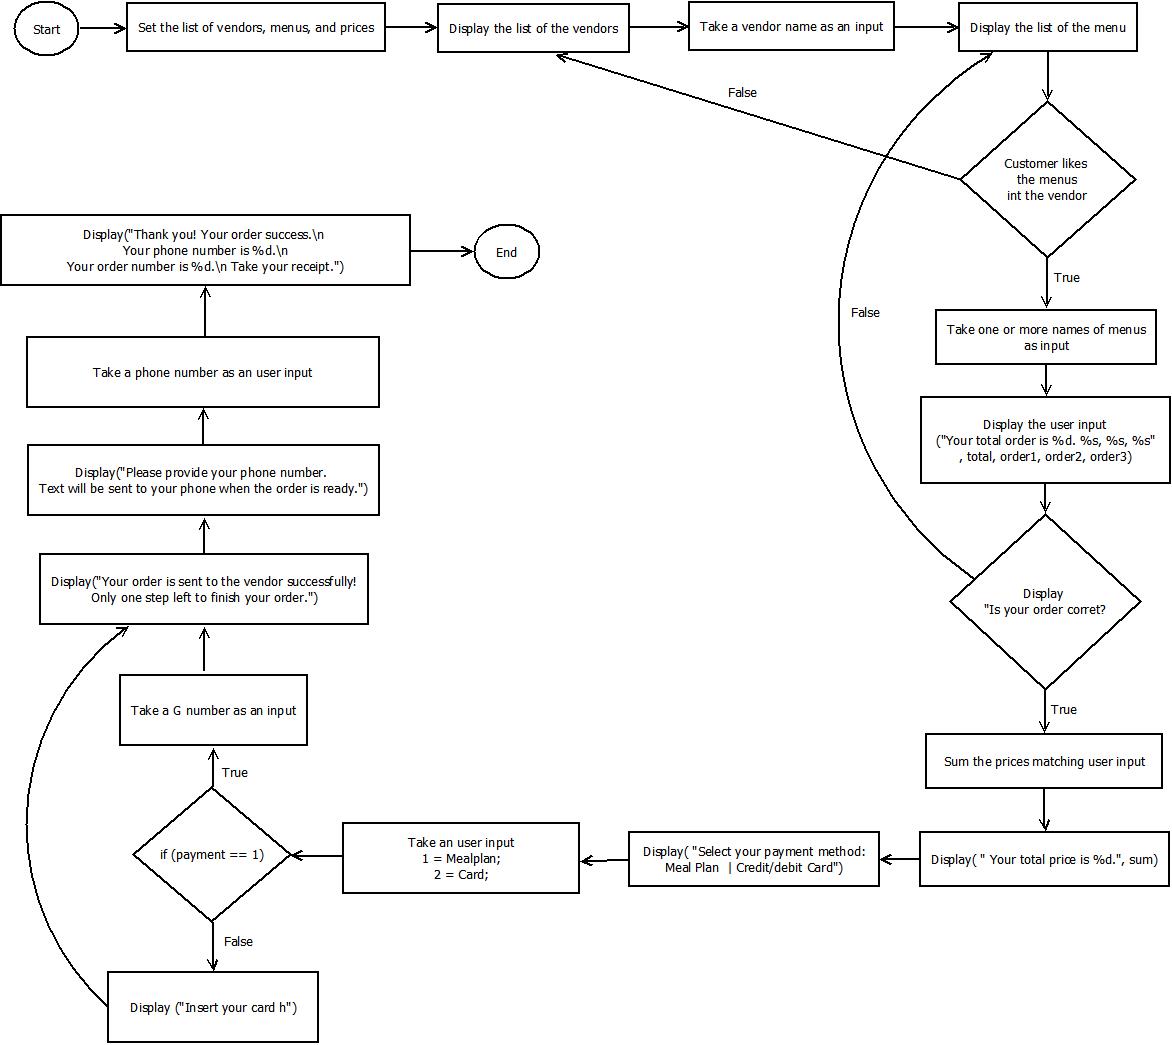 Start
Set the list of vendors, menus, and prices
Display the list of the vendors
Take a vendor name as an input
Display the list of the menu
False
Customer likes
the menus
int the vendor
True
Take one or more names of menus
as input
Display the user input
("Your total order is %d. %s, %s, %s"
, total, order1, order2, order3)
False
Display
"Is your order corret?
True
Sum the prices matching user input
Display( " Your total price is %d.", sum)
Display( "Select your payment method:
Meal Plan | Credit/debit Card")
Take an user input
1 = Mealplan;
2 = Card;
if (payment == 1)
True
False
Display ("Insert your card h")
Take a G number as an input
Display("Your order is sent to the vendor successfully!
Only one step left to finish your order.")
Display("Please provide your phone number.
Text will be sent to your phone when the order is ready.")
Take a phone number as an user input
Display("Thank you! Your order success.\n
Your phone number is %d.\n
Your order number is %d.\n Take your receipt.")
End